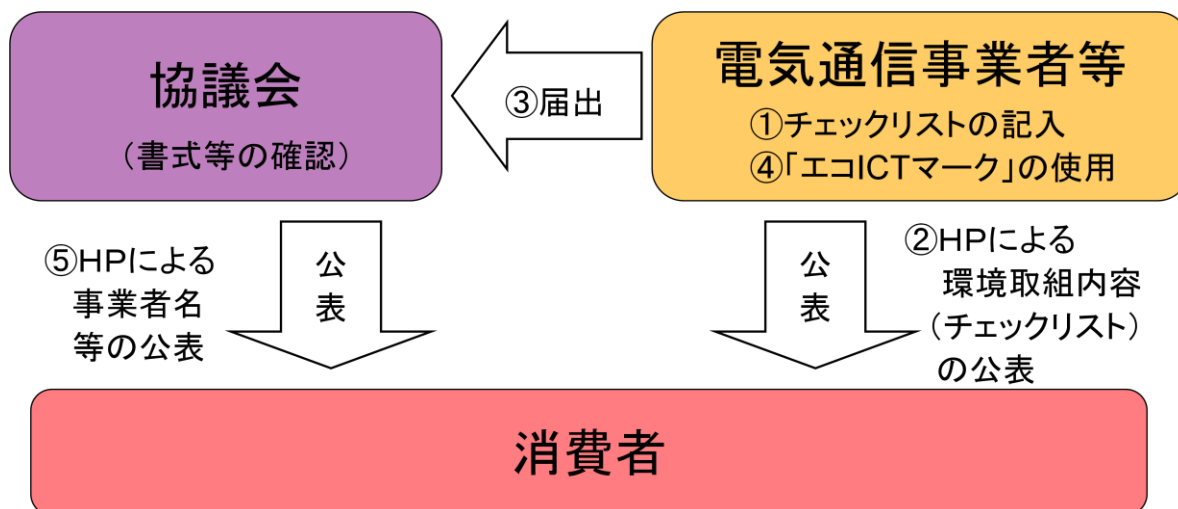 協議会
（書式等の確認）
③届出
電気通信事業者等
①チェックリストの記入
④「エコICTマーク」の使用
⑤HPによる
事業者名
等の公表
公
表
公
表
②HPによる
環境取組内容
（チェックリスト）
の公表
消費者